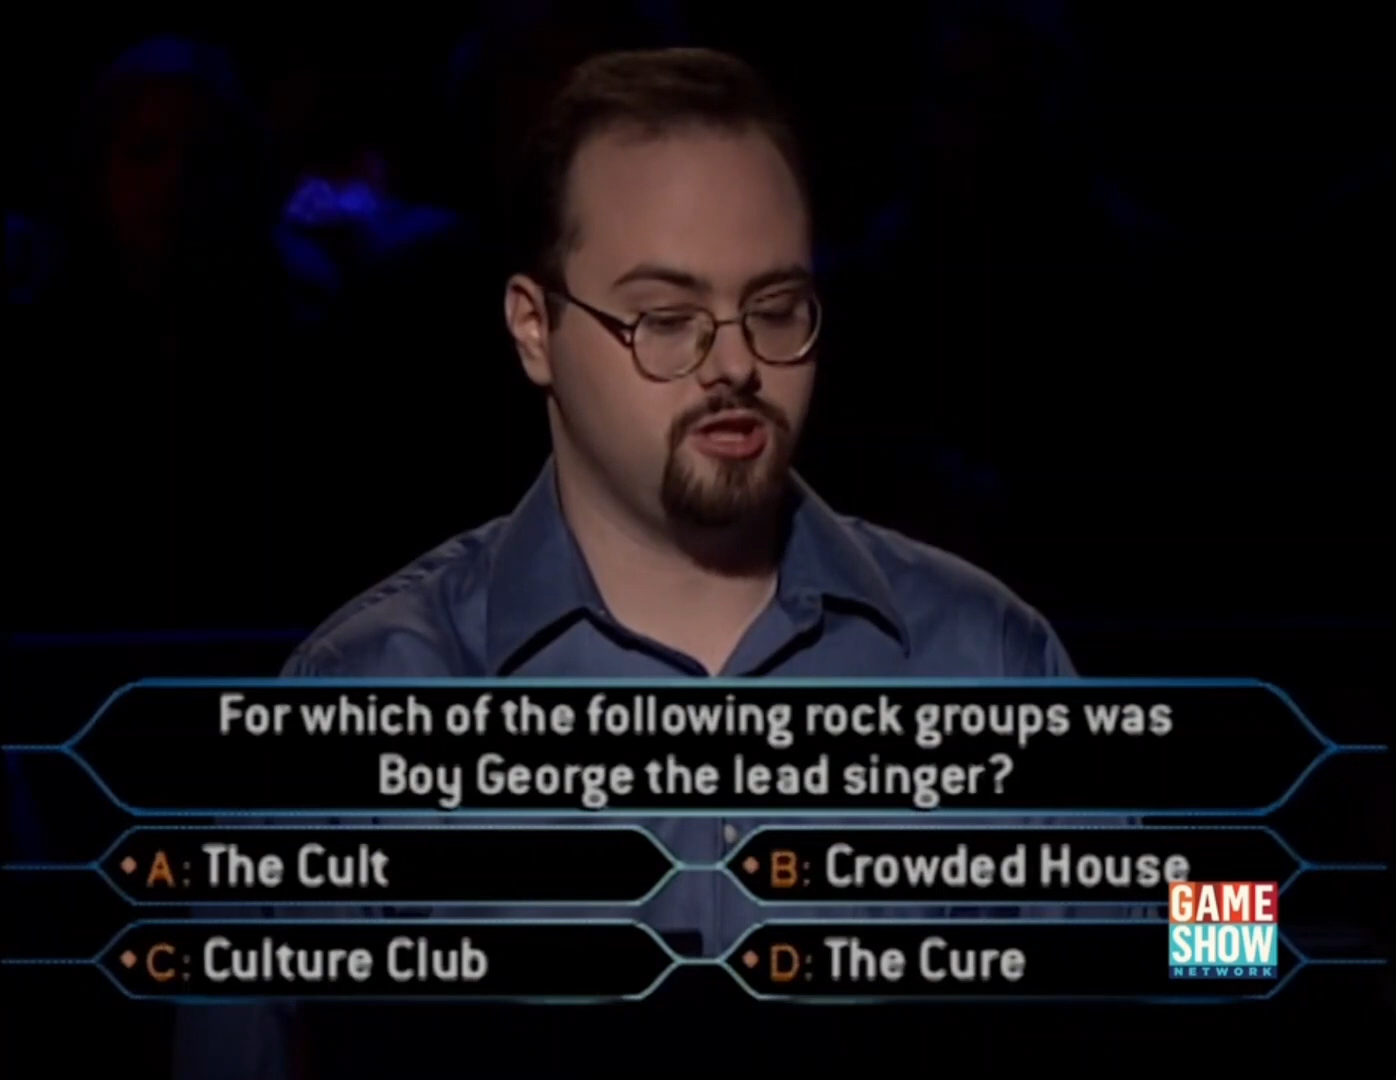 For which of the following rock groups was
Boy George the lead singer?
A: The Cult
B: Crowded House
C: Culture Club
D: The Cure
GAME
SHOW
NETWORK